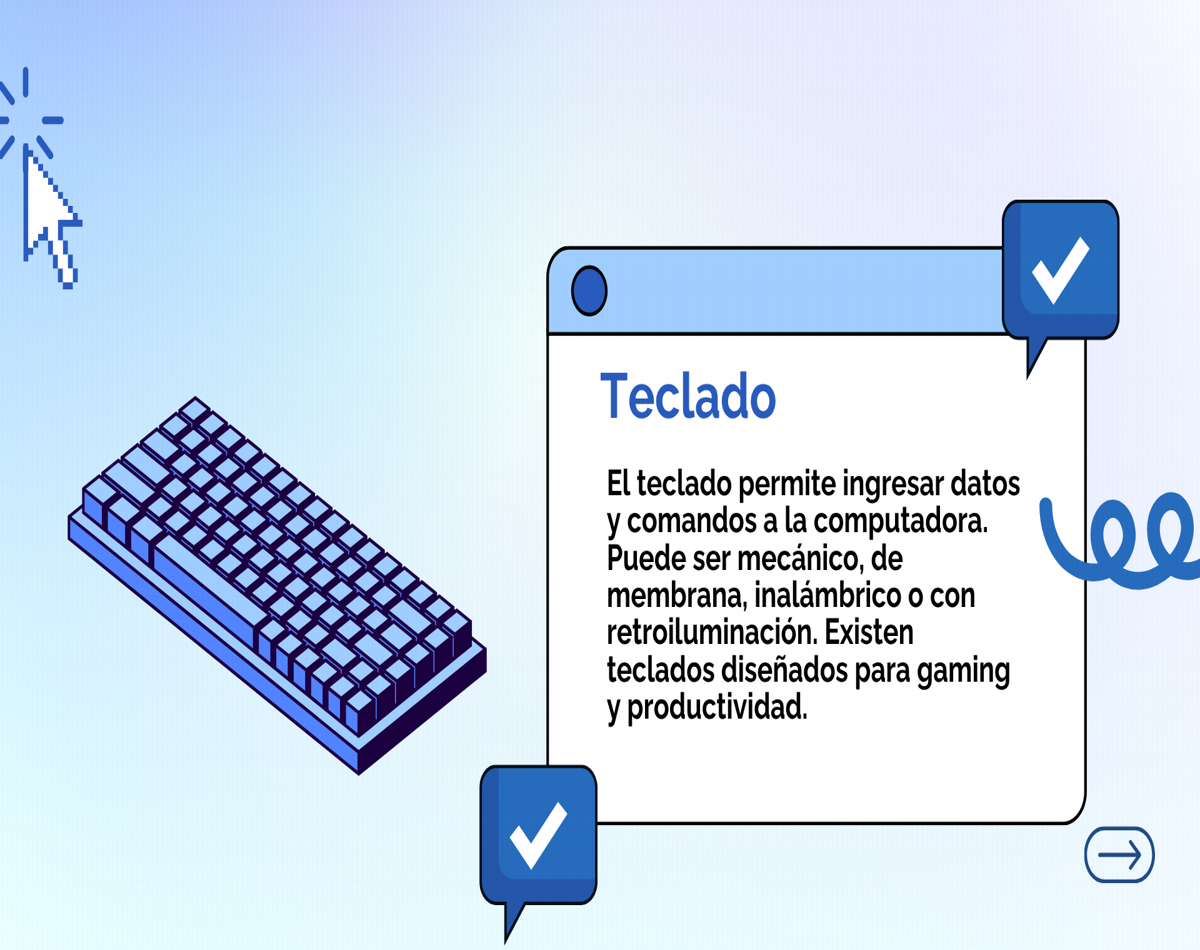 Teclado
El teclado permite ingresar datos
y comandos a la computadora.
Puede ser mecánico, de
membrana, inalámbrico o con
retroiluminación. Existen
teclados diseñados para gaming
y productividad.